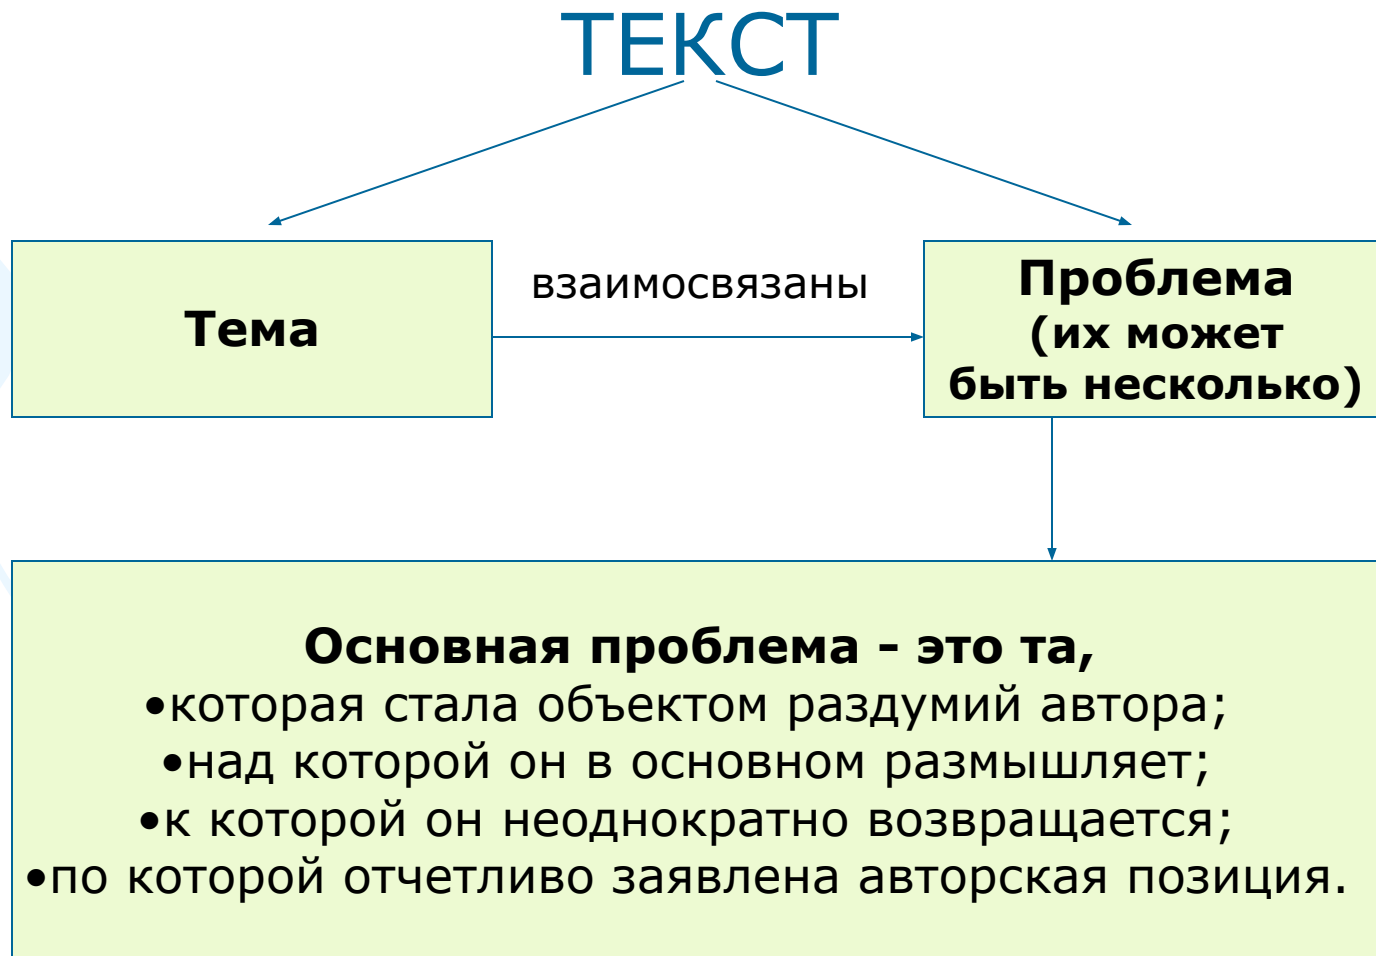 ТЕКСТ
Тема
взаимосвязаны
Проблема
(их может
быть несколько)
Основная проблема - это та,
•которая стала объектом раздумий автора;
•над которой он в основном размышляет;
•к которой он неоднократно возвращается;
•по которой отчетливо заявлена авторская позиция.